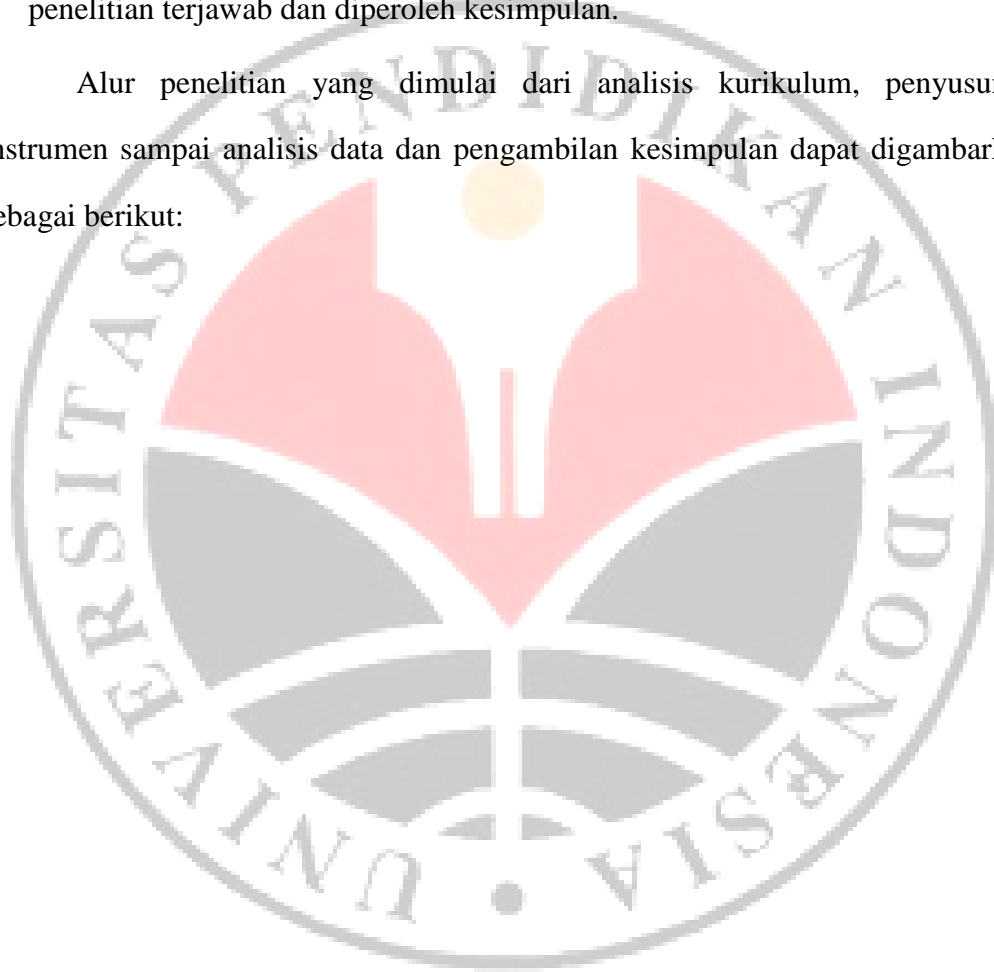 penelitian terjawab dan diperoleh kesimpulan.
Alur penelitian yang dimulai dari analisis kurikulum, penyusun
nstrumen sampai analisis data dan pengambilan kesimpulan dapat digambark
ebagai berikut:
UNIVERSITAS PENDIDIKAN INDONESIA